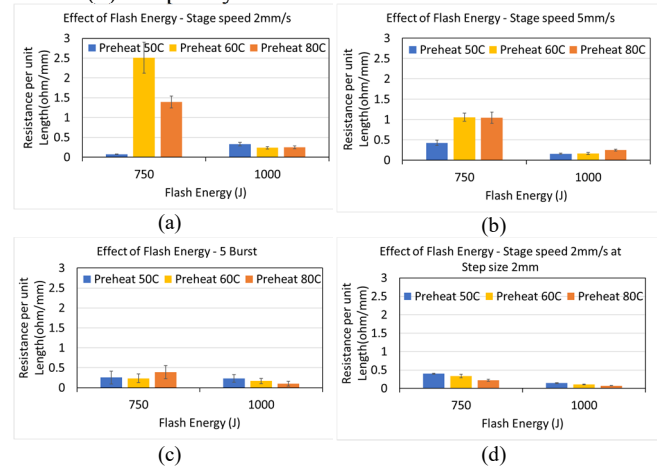 Effect of Flash Energy - Stage speed 2mm/s
Preheat 50C Preheat 60C Preheat 80C
Resistance per unit
Length(ohm/mm)
3
2.5
2
1.5
1
0.5
0
750 1000
Flash Energy (J)
(a)
Effect of Flash Energy - Stage speed 5mm/s
Preheat 50C Preheat 60C Preheat 80C
Resistance per unit
Length(ohm/mm)
3
2.5
2
1.5
1
0.5
0
750 1000
Flash Energy (J)
(b)
Effect of Flash Energy - 5 Burst
Preheat 50C Preheat 60C Preheat 80C
Resistance per unit
Length(ohm/mm)
3
2.5
2
1.5
1
0.5
0
750 1000
Flash Energy (J)
(c)
Effect of Flash Energy - Stage speed 2mm/s at
Step size 2mm
Preheat 50C Preheat 60C Preheat 80C
Resistance per unit
Length(ohm/mm)
3
2.5
2
1.5
1
0.5
0
750 1000
Flash Energy (J)
(d)